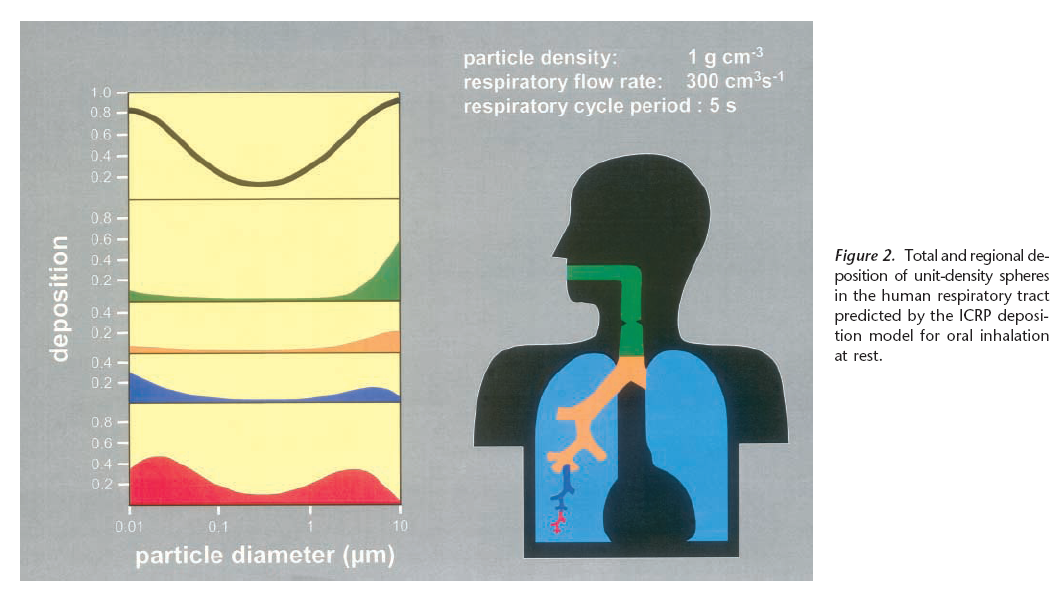 particle density: 1 g cm-3
respiratory flow rate: 300 cm3s-1
respiratory cycle period : 5 s
1.0
0.8
0.6
0.4
0.2
0.8
0.6
0.4
0.2
0.4
0.2
0.4
0.2
0.8
0.6
0.4
0.2
deposition
0.01 0.1 1 10
particle diameter (µm)
Figure 2. Total and regional de-
position of unit-density spheres
in the human respiratory tract
predicted by the ICRP deposi-
tion model for oral inhalation
at rest.